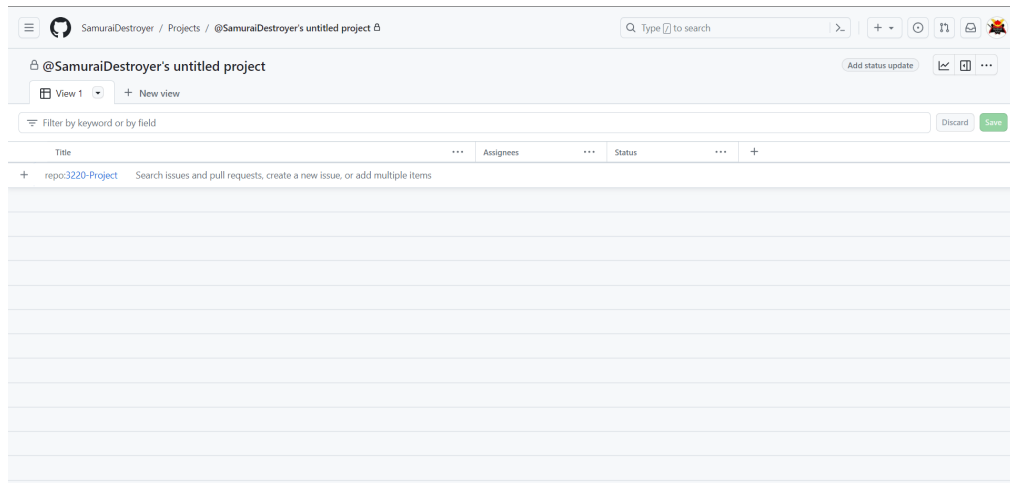 SamuraiDestroyer / Projects / @SamuraiDestroyer's untitled project
Type / to search
@SamuraiDestroyer's untitled project
Add status update
View 1
New view
Filter by keyword or by field
Discard
Save
Title
Assignees
Status
repo:3220-Project Search issues and pull requests, create a new issue, or add multiple items